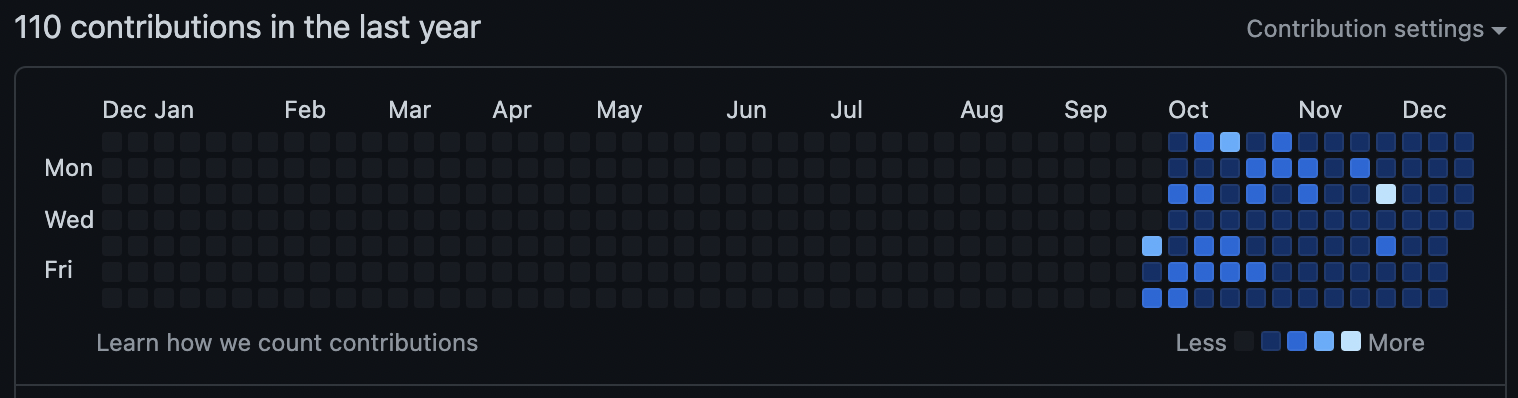 110 contributions in the last year
Contribution settings
Dec Jan Feb Mar Apr May Jun Jul Aug Sep Oct Nov Dec
Mon
Wed
Fri
Learn how we count contributions
Less More